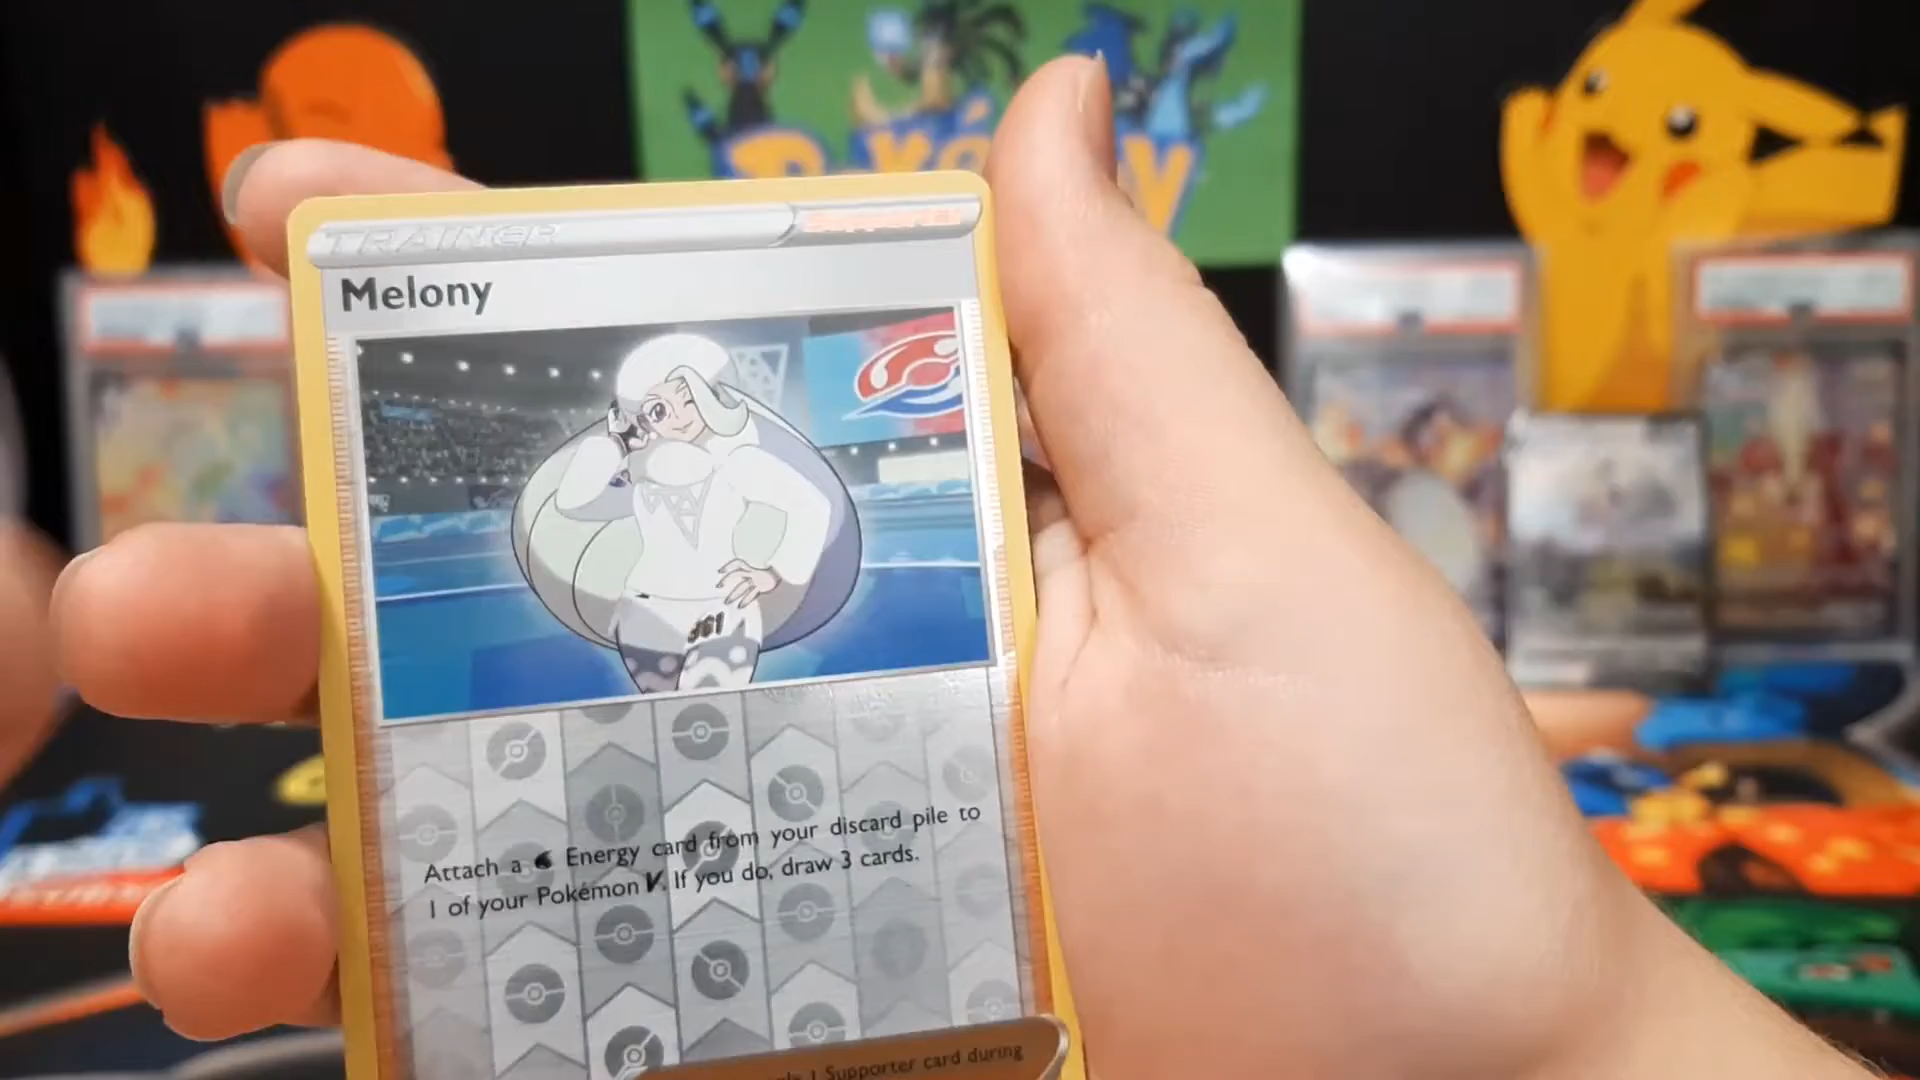 TRAINER
Supporter
Melony
361
Attach a Energy card from your discard pile to
1 of your Pokémon V. If you do, draw 3 cards.
1 Supporter card during